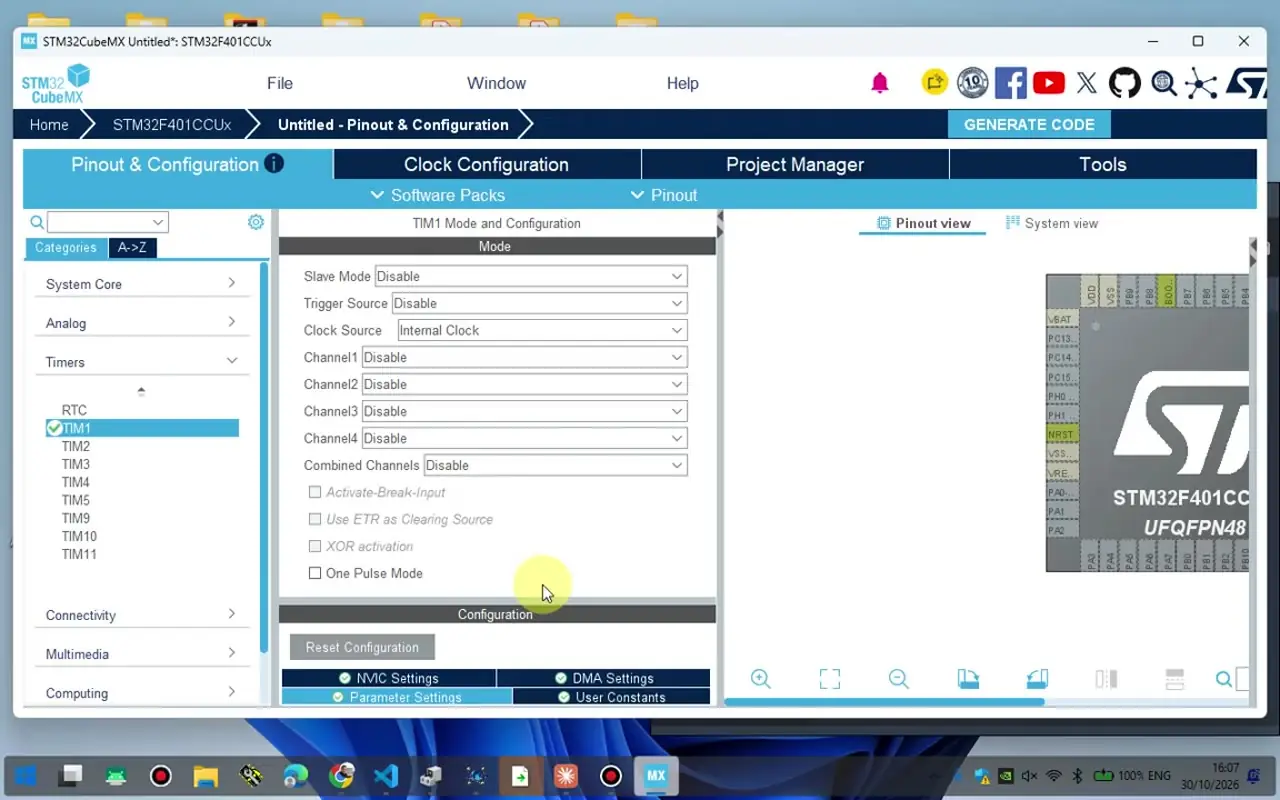 STM32CubeMX Untitled*: STM32F401CCUx
STM32
CubeMX
File
Window
Help
10
Home
STM32F401CCUx
Untitled - Pinout & Configuration
GENERATE CODE
Pinout & Configuration
Clock Configuration
Project Manager
Tools
Software Packs
Pinout
Categories
A->Z
System Core
Analog
Timers
RTC
TIM1
TIM2
TIM3
TIM4
TIM5
TIM9
TIM10
TIM11
Connectivity
Multimedia
Computing
TIM1 Mode and Configuration
Mode
Slave Mode Disable
Trigger Source Disable
Clock Source Internal Clock
Channel1 Disable
Channel2 Disable
Channel3 Disable
Channel4 Disable
Combined Channels Disable
Activate-Break-Input
Use ETR as Clearing Source
XOR activation
One Pulse Mode
Configuration
Reset Configuration
NVIC Settings
DMA Settings
Parameter Settings
User Constants
Pinout view
System view
VDD
VSS
PB9
PB8
BOO..
PB7
PB6
PB5
PB4
VBAT
PC13..
PC14..
PC15..
PH0..
PH1..
NRST
VSS..
VRE..
PA0..
PA1
PA2
STM32F401CC
UFQFPN48
PA3
PA4
PA5
PA6
PA7
PB0
PB1
PB2
PB10
MX
100% ENG
16:07
30/10/2026